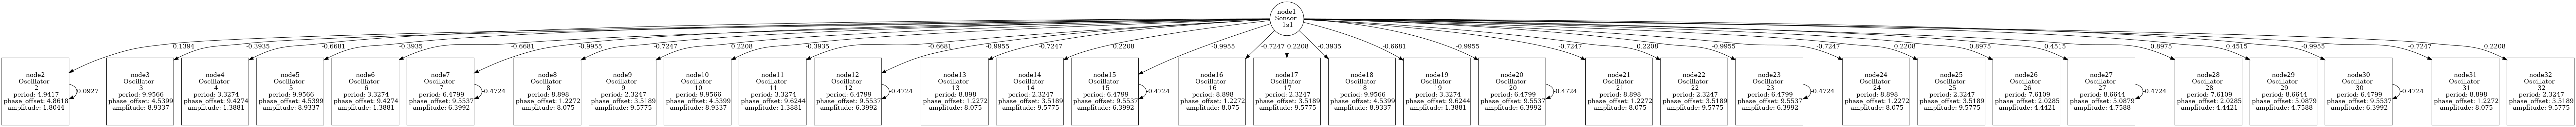 node1
Sensor
1s1
0.1394
-0.3935
-0.6681
-0.3935
-0.6681
-0.9955
-0.7247
0.2208
-0.3935
-0.6681
-0.9955
-0.7247
0.2208
-0.9955
-0.7247
0.2208
-0.3935
-0.6681
-0.9955
-0.7247
0.2208
-0.9955
-0.7247
0.2208
0.8975
0.4515
0.8975
0.4515
-0.9955
-0.7247
0.2208
node2
Oscillator
2
period: 4.9417
phase_offset: 4.8618
amplitude: 1.8044
0.0927
node3
Oscillator
3
period: 9.9566
phase_offset: 4.5399
amplitude: 8.9337
node4
Oscillator
4
period: 3.3274
phase_offset: 9.4274
amplitude: 1.3881
node5
Oscillator
5
period: 9.9566
phase_offset: 4.5399
amplitude: 8.9337
node6
Oscillator
6
period: 3.3274
phase_offset: 9.4274
amplitude: 1.3881
node7
Oscillator
7
period: 6.4799
phase_offset: 9.5537
amplitude: 6.3992
-0.4724
node8
Oscillator
8
period: 8.898
phase_offset: 1.2272
amplitude: 8.075
node9
Oscillator
9
period: 2.3247
phase_offset: 3.5189
amplitude: 9.5775
node10
Oscillator
10
period: 9.9566
phase_offset: 4.5399
amplitude: 8.9337
node11
Oscillator
11
period: 3.3274
phase_offset: 9.6244
amplitude: 1.3881
node12
Oscillator
12
period: 6.4799
phase_offset: 9.5537
amplitude: 6.3992
-0.4724
node13
Oscillator
13
period: 8.898
phase_offset: 1.2272
amplitude: 8.075
node14
Oscillator
14
period: 2.3247
phase_offset: 3.5189
amplitude: 9.5775
node15
Oscillator
15
period: 6.4799
phase_offset: 9.5537
amplitude: 6.3992
-0.4724
node16
Oscillator
16
period: 8.898
phase_offset: 1.2272
amplitude: 8.075
node17
Oscillator
17
period: 2.3247
phase_offset: 3.5189
amplitude: 9.5775
node18
Oscillator
18
period: 9.9566
phase_offset: 4.5399
amplitude: 8.9337
node19
Oscillator
19
period: 3.3274
phase_offset: 9.6244
amplitude: 1.3881
node20
Oscillator
20
period: 6.4799
phase_offset: 9.5537
amplitude: 6.3992
-0.4724
node21
Oscillator
21
period: 8.898
phase_offset: 1.2272
amplitude: 8.075
node22
Oscillator
22
period: 2.3247
phase_offset: 3.5189
amplitude: 9.5775
node23
Oscillator
23
period: 6.4799
phase_offset: 9.5537
amplitude: 6.3992
-0.4724
node24
Oscillator
24
period: 8.898
phase_offset: 1.2272
amplitude: 8.075
node25
Oscillator
25
period: 2.3247
phase_offset: 3.5189
amplitude: 9.5775
node26
Oscillator
26
period: 7.6109
phase_offset: 2.0285
amplitude: 4.4421
node27
Oscillator
27
period: 8.6644
phase_offset: 5.0879
amplitude: 4.7588
-0.4724
node28
Oscillator
28
period: 7.6109
phase_offset: 2.0285
amplitude: 4.4421
node29
Oscillator
29
period: 8.6644
phase_offset: 5.0879
amplitude: 4.7588
node30
Oscillator
30
period: 6.4799
phase_offset: 9.5537
amplitude: 6.3992
-0.4724
node31
Oscillator
31
period: 8.898
phase_offset: 1.2272
amplitude: 8.075
node32
Oscillator
32
period: 2.3247
phase_offset: 3.5189
amplitude: 9.5775